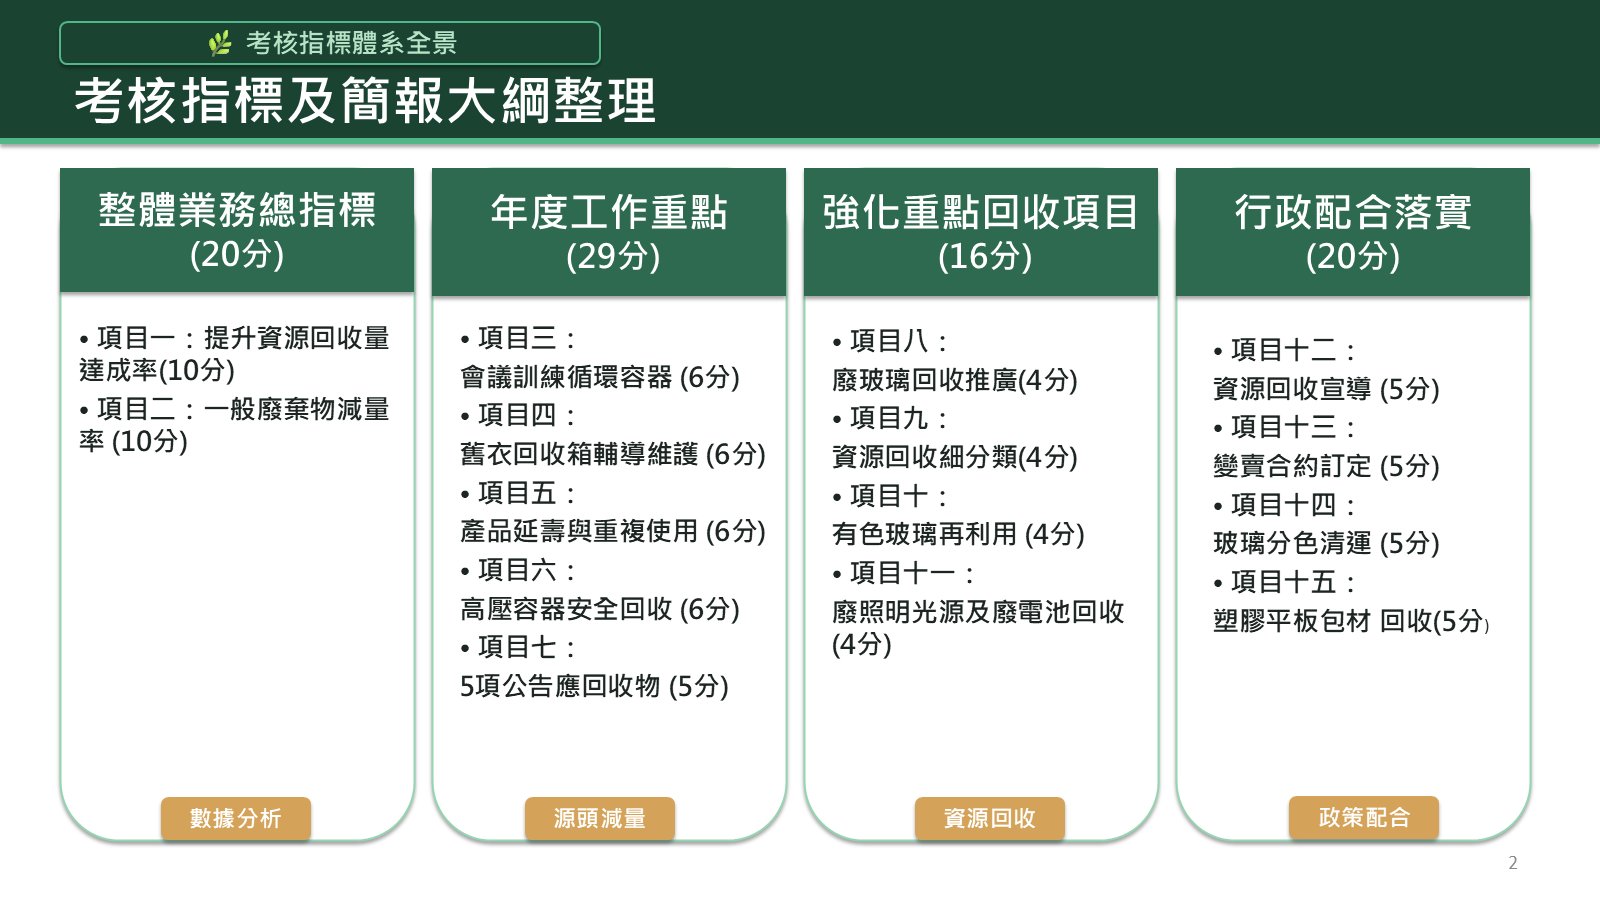 🌿 考核指標體系全景
考核指標及簡報大綱整理
整體業務總指標
(20分)
• 項目一：提升資源回收量
達成率(10分)
• 項目二：一般廢棄物減量
率 (10分)
數據分析
年度工作重點
(29分)
• 項目三：
會議訓練循環容器 (6分)
• 項目四：
舊衣回收箱輔導維護 (6分)
• 項目五：
產品延壽與重複使用 (6分)
• 項目六：
高壓容器安全回收 (6分)
• 項目七：
5項公告應回收物 (5分)
源頭減量
強化重點回收項目
(16分)
• 項目八：
廢玻璃回收推廣(4分)
• 項目九：
資源回收細分類(4分)
• 項目十：
有色玻璃再利用 (4分)
• 項目十一：
廢照明光源及廢電池回收
(4分)
資源回收
行政配合落實
(20分)
• 項目十二：
資源回收宣導 (5分)
• 項目十三：
變賣合約訂定 (5分)
• 項目十四：
玻璃分色清運 (5分)
• 項目十五：
塑膠平板包材 回收(5分)
政策配合
2